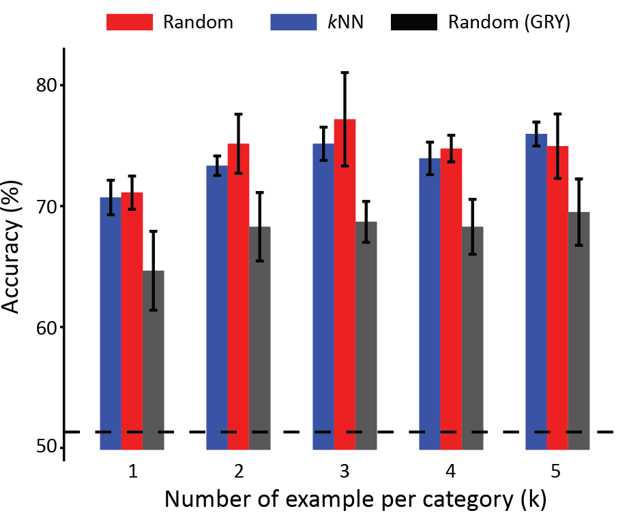 Random kNN Random (GRY)
80
70
60
50
Accuracy (%)
1 2 3 4 5
Number of example per category (k)